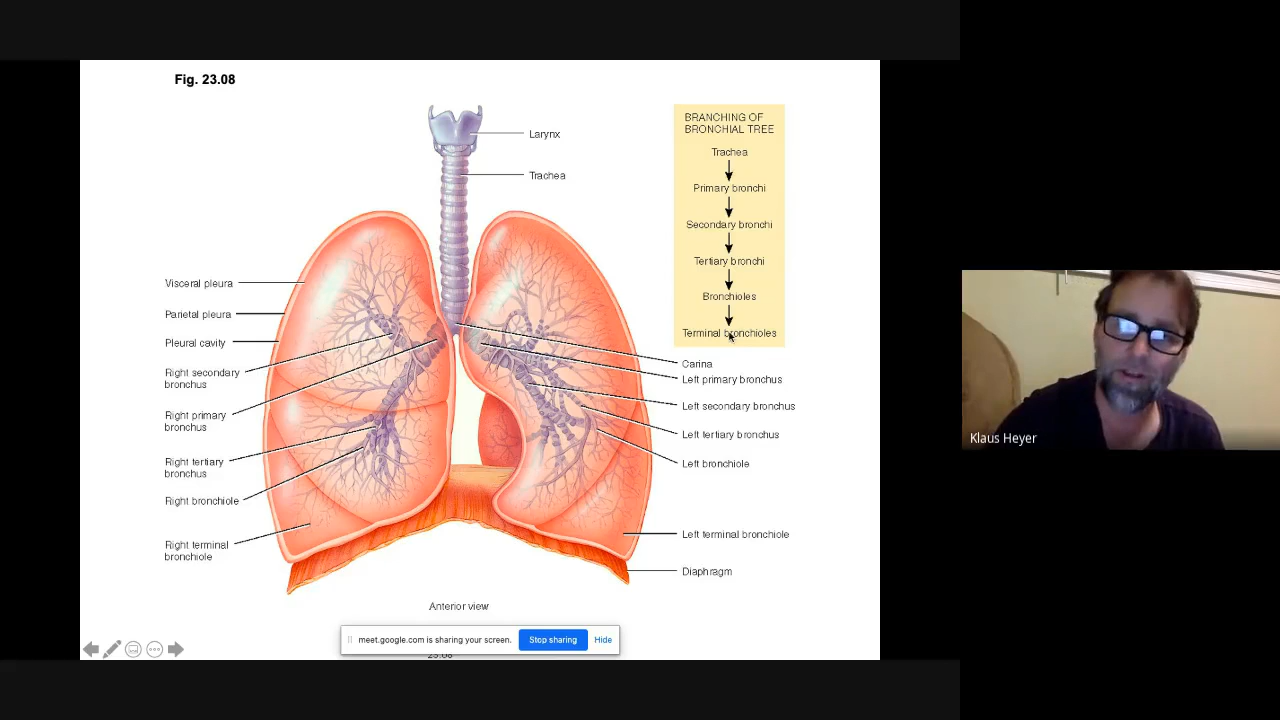 Fig. 23.08
Larynx
Trachea
BRANCHING OF
BRONCHIAL TREE
Trachea
Primary bronchi
Secondary bronchi
Tertiary bronchi
Bronchioles
Terminal bronchioles
Visceral pleura
Parietal pleura
Pleural cavity
Right secondary
bronchus
Right primary
bronchus
Right tertiary
bronchus
Right bronchiole
Right terminal
bronchiole
Carina
Left primary bronchus
Left secondary bronchus
Left tertiary bronchus
Left bronchiole
Left terminal bronchiole
Diaphragm
Anterior view
meet.google.com is sharing your screen.
Stop sharing
Hide
23.08
Klaus Heyer